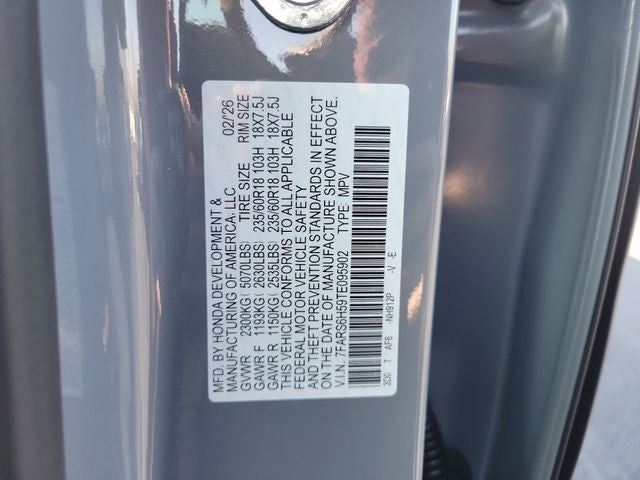 MFD. BY HONDA DEVELOPMENT &
MANUFACTURING OF AMERICA, LLC 02/26
GVWR 2300KG( 5070LBS) TIRE SIZE RIM SIZE
GAWR F 1193KG( 2630LBS) 235/60R18 103H 18X7.5J
GAWR R 1150KG( 2535LBS) 235/60R18 103H 18X7.5J
THIS VEHICLE CONFORMS TO ALL APPLICABLE
FEDERAL MOTOR VEHICLE SAFETY
AND THEFT PREVENTION STANDARDS IN EFFECT
ON THE DATE OF MANUFACTURE SHOWN ABOVE.
V.I.N. 7FARS6H59TE095902 TYPE: MPV
3D0 T AF6 -NH912P -V -E